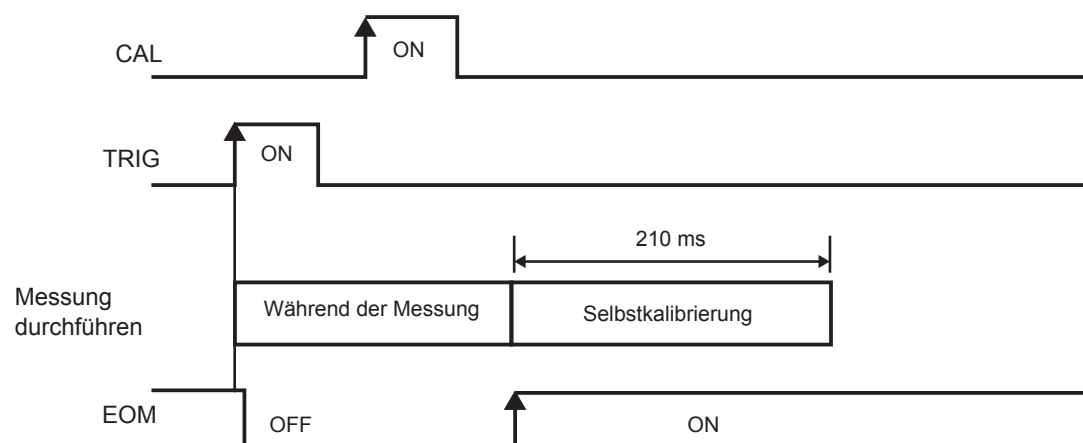 CAL
ON
TRIG
ON
210 ms
Messung
durchführen
Während der Messung
Selbstkalibrierung
EOM
OFF
ON